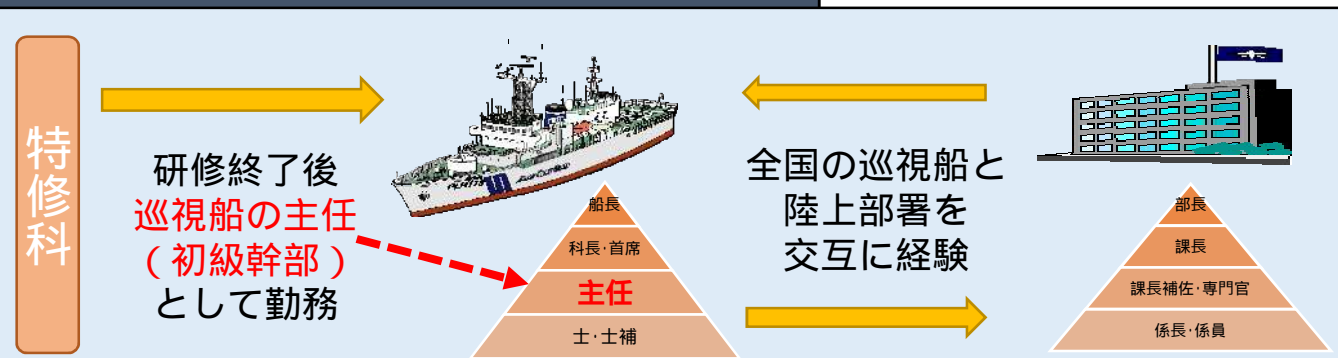 特修科
研修終了後
巡視船の主任
（初級幹部）
として勤務
船長
科長・首席
主任
士・士補
全国の巡視船と
陸上部署を
交互に経験
部長
課長
課長補佐・専門官
係長・係員